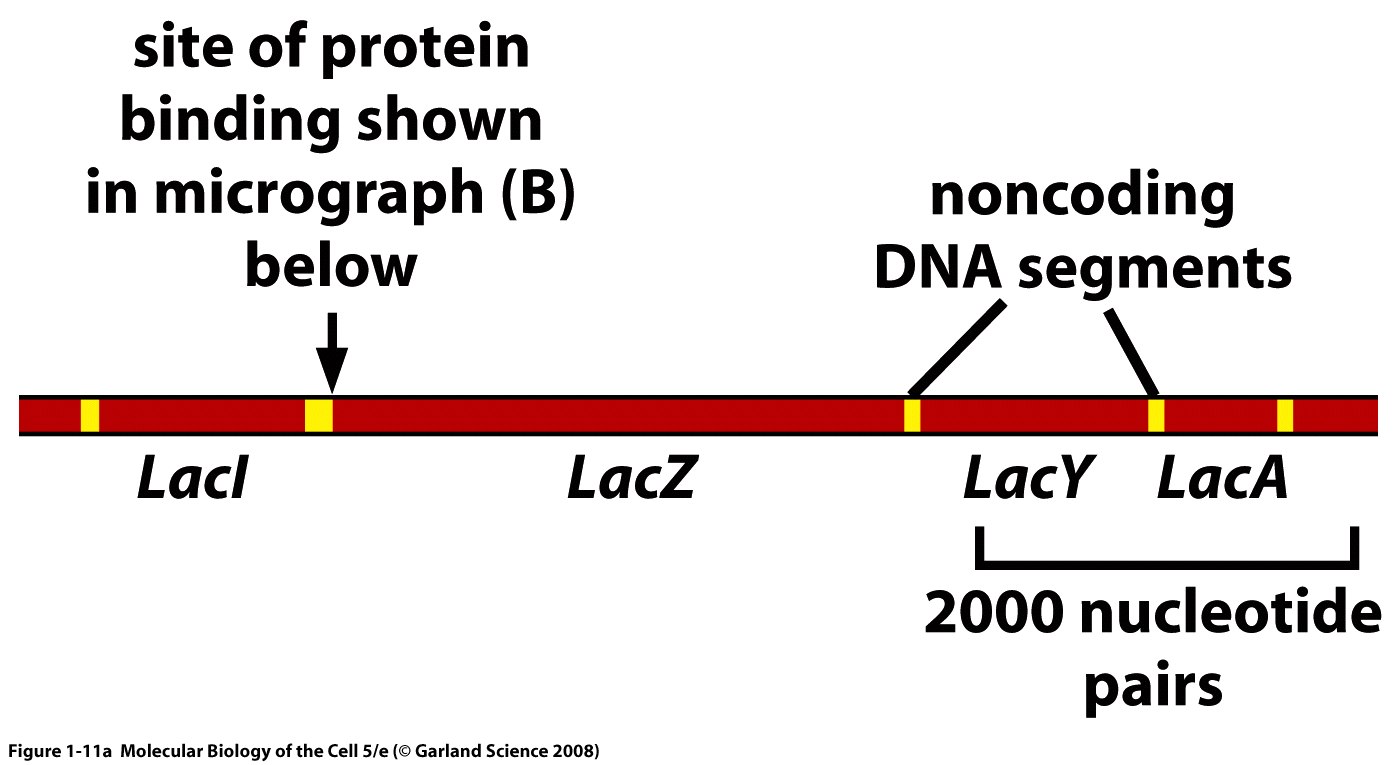 site of protein
binding shown
in micrograph (B)
below
noncoding
DNA segments
LacI
LacZ
LacY
LacA
2000 nucleotide
pairs
Figure 1-11a Molecular Biology of the Cell 5/e (© Garland Science 2008)